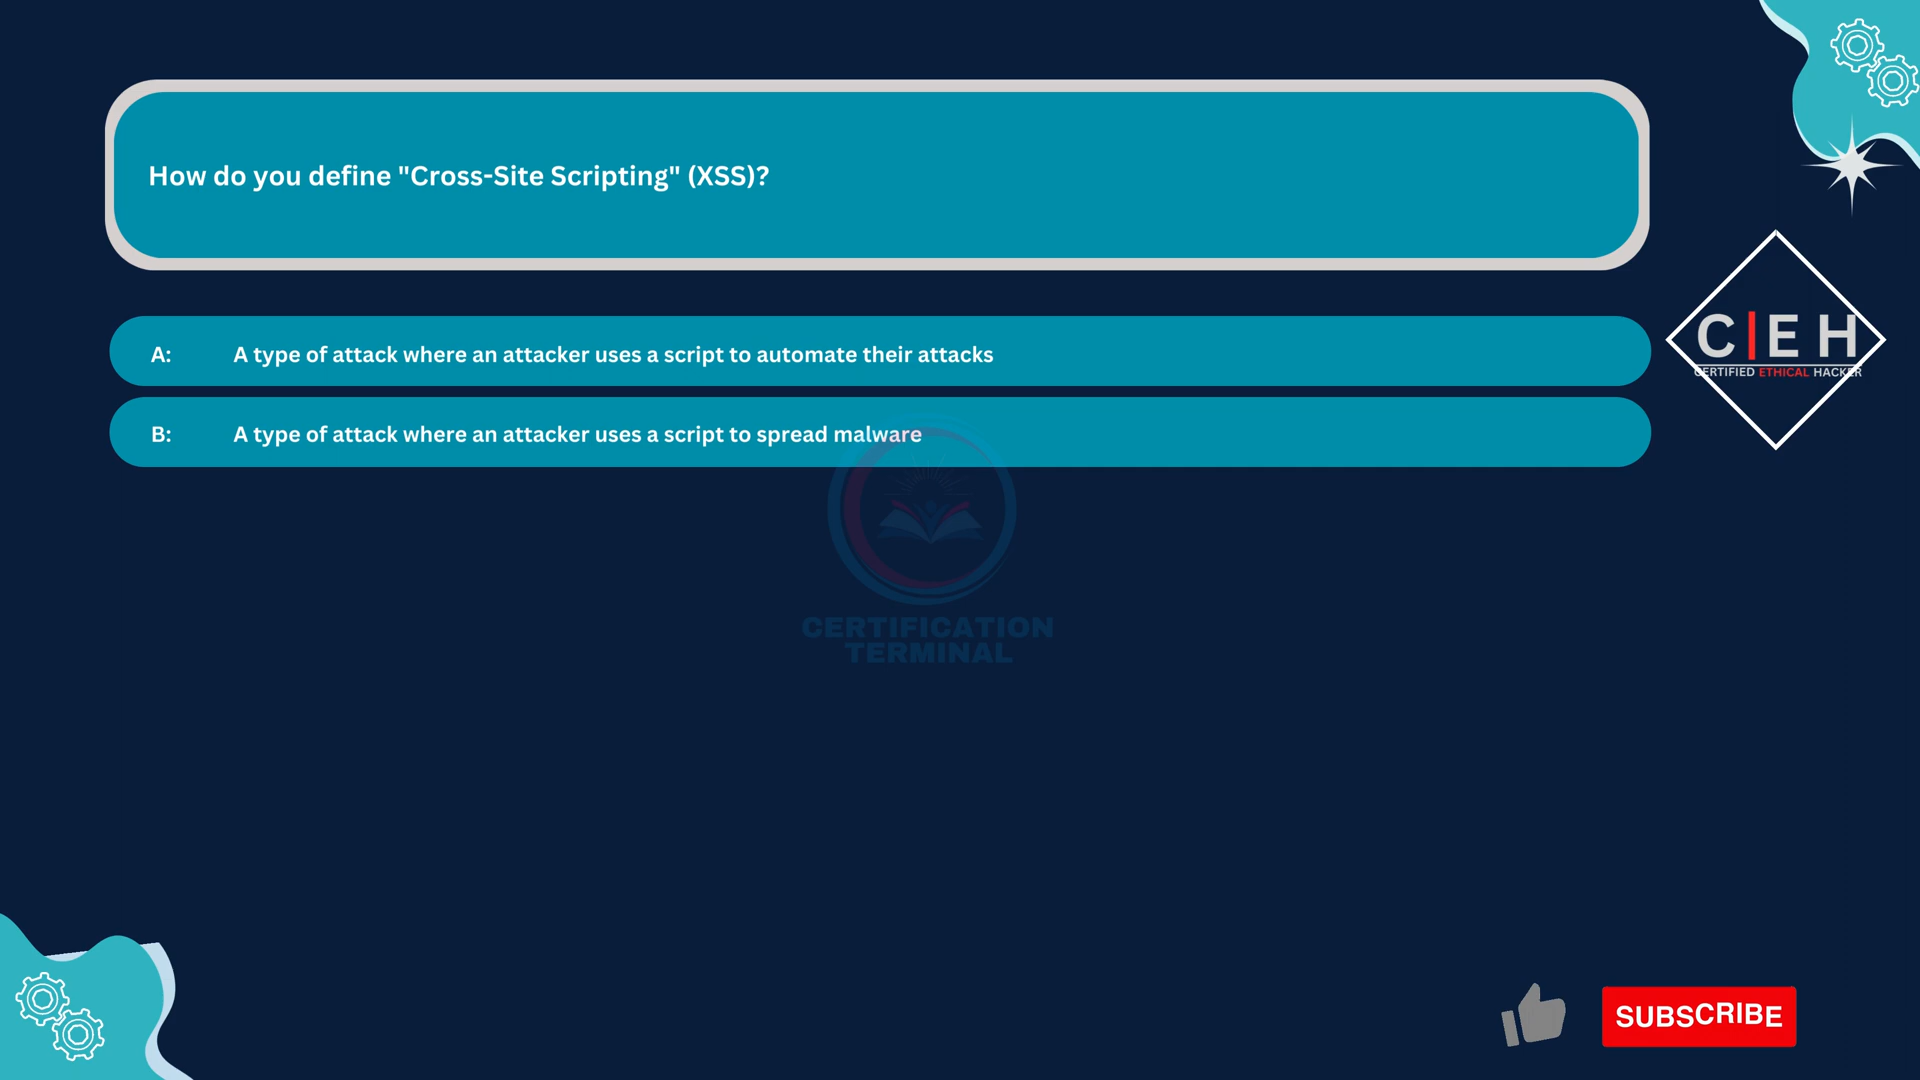 How do you define "Cross-Site Scripting" (XSS)?
A: A type of attack where an attacker uses a script to automate their attacks
B: A type of attack where an attacker uses a script to spread malware
C|EH
CERTIFIED ETHICAL HACKER
CERTIFICATION
TERMINAL
SUBSCRIBE